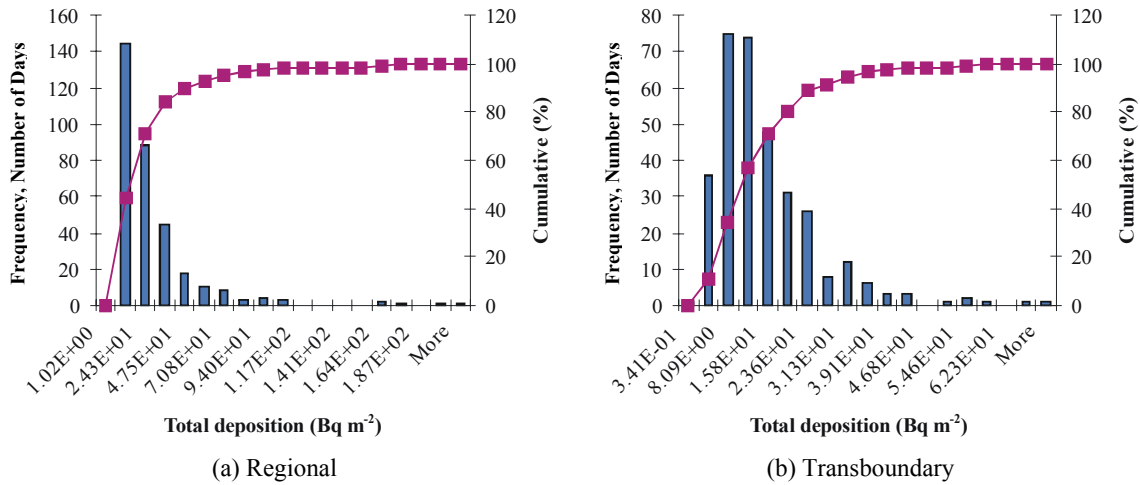 160
140
120
100
80
60
40
20
0
Frequency, Number of Days
120
100
80
60
40
20
0
Cumulative (%)
1.02E+00
2.43E+01
4.75E+01
7.08E+01
9.40E+01
1.17E+02
1.41E+02
1.64E+02
1.87E+02
More
Total deposition (Bq m-2)
(a) Regional
80
70
60
50
40
30
20
10
0
Frequency, Number of Days
120
100
80
60
40
20
0
Cumulative (%)
3.41E-01
8.09E+00
1.58E+01
2.36E+01
3.13E+01
3.91E+01
4.68E+01
5.46E+01
6.23E+01
More
Total deposition (Bq m-2)
(b) Transboundary